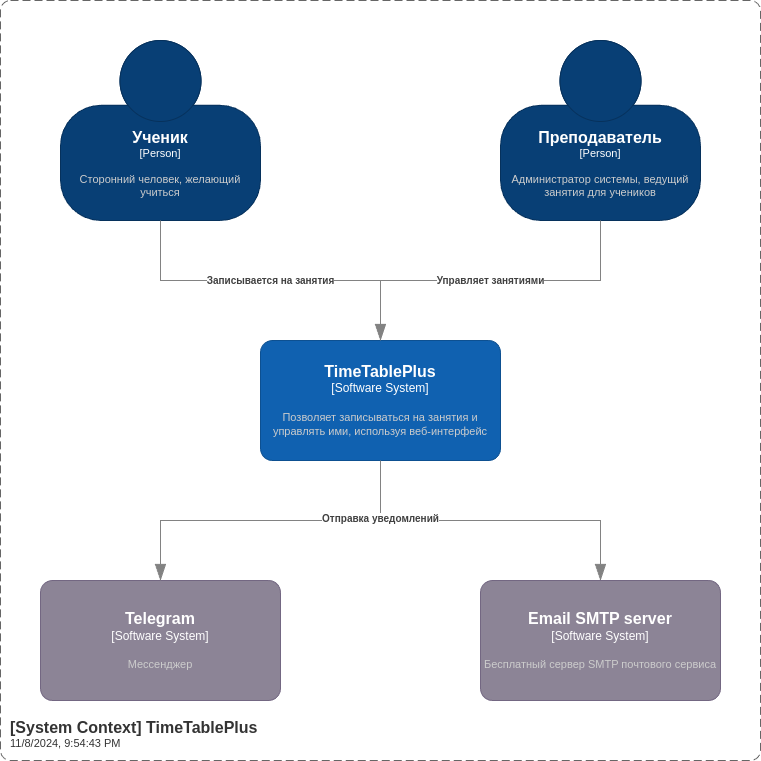 Ученик
[Person]
Сторонний человек, желающий
учиться
Преподаватель
[Person]
Администратор системы, ведущий
занятия для учеников
Записывается на занятия
Управляет занятиями
TimeTablePlus
[Software System]
Позволяет записываться на занятия и
управлять ими, используя веб-интерфейс
Отправка уведомлений
Telegram
[Software System]
Мессенджер
Email SMTP server
[Software System]
Бесплатный сервер SMTP почтового сервиса
[System Context] TimeTablePlus
11/8/2024, 9:54:43 PM